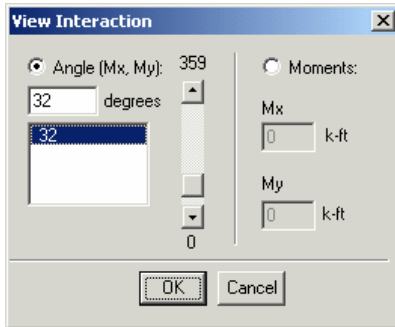 View Interaction
Angle (Mx, My):
359
Moments:
32 degrees
32
Mx
0 k-ft
My
0 k-ft
0
OK Cancel